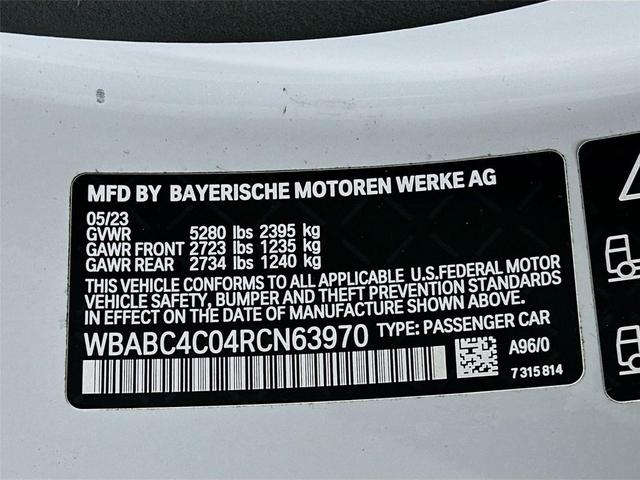 MFD BY BAYERISCHE MOTOREN WERKE AG
05/23
GVWR 5280 lbs 2395 kg
GAWR FRONT 2723 lbs 1235 kg
GAWR REAR 2734 lbs 1240 kg
THIS VEHICLE CONFORMS TO ALL APPLICABLE U.S.FEDERAL MOTOR
VEHICLE SAFETY, BUMPER AND THEFT PREVENTION STANDARDS
IN EFFECT ON THE DATE OF MANUFACTURE SHOWN ABOVE.
WBABC4C04RCN63970 TYPE: PASSENGER CAR
A96/0
7 315 814